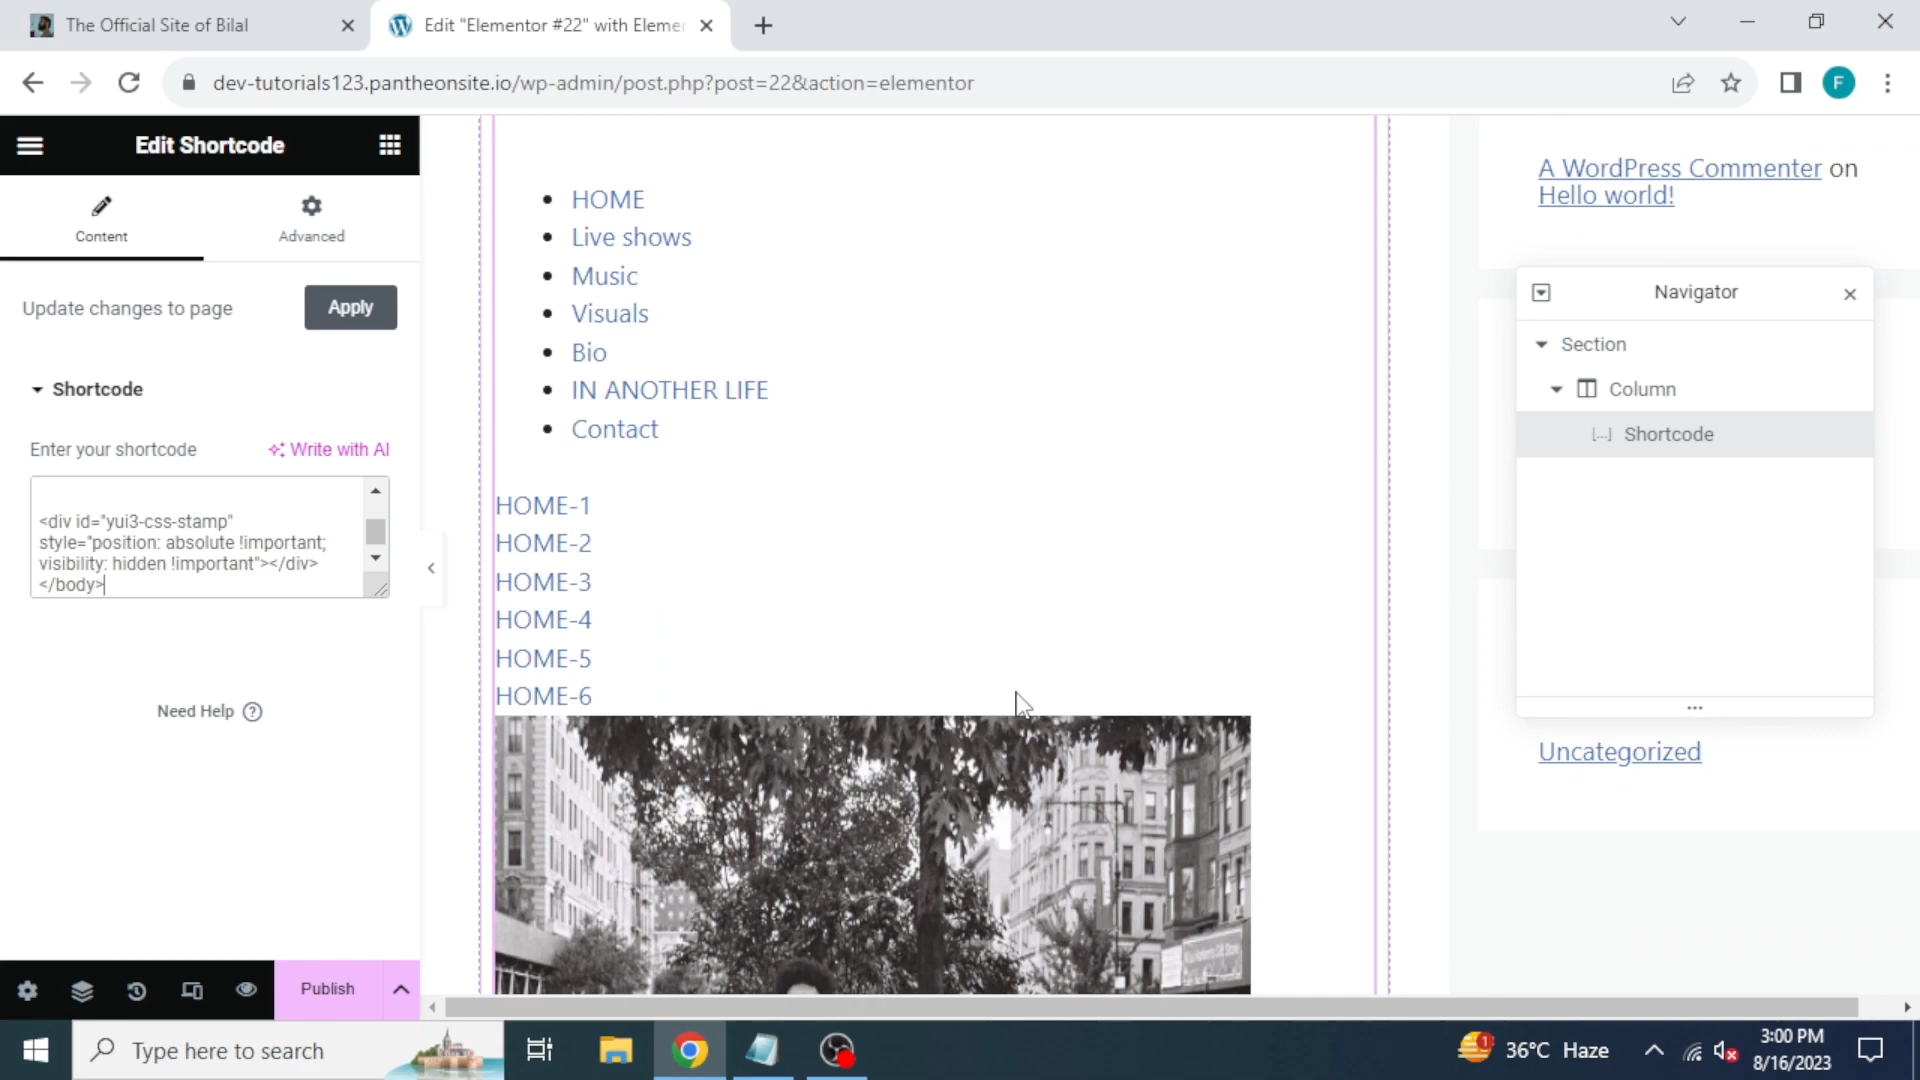 The Official Site of Bilal
Edit "Elementor #22" with Elemer
dev-tutorials123.pantheonsite.io/wp-admin/post.php?post=22&action=elementor
F
Edit Shortcode
Content
Advanced
Update changes to page
Apply
Shortcode
Enter your shortcode
Write with AI
<div id="yui3-css-stamp"
style="position: absolute !important;
visibility: hidden !important"></div>
</body>
Need Help
Publish
HOME
Live shows
Music
Visuals
Bio
IN ANOTHER LIFE
Contact
HOME-1
HOME-2
HOME-3
HOME-4
HOME-5
HOME-6
A WordPress Commenter on
Hello world!
Navigator
Section
Column
Shortcode
Uncategorized
Type here to search
1
36°C Haze
3:00 PM
8/16/2023